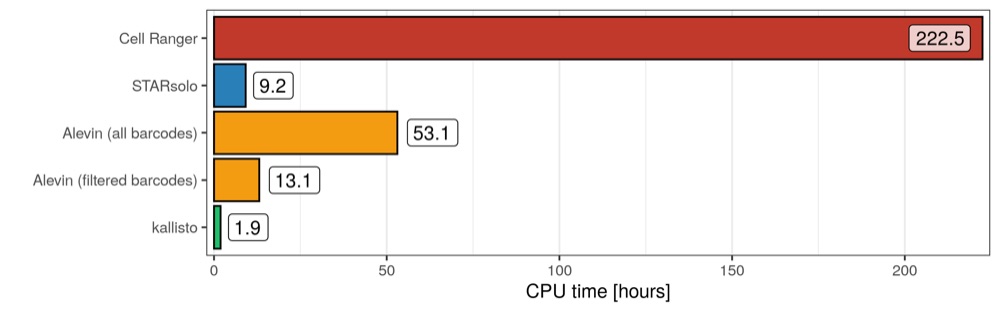 Cell Ranger
222.5
STARsolo
9.2
Alevin (all barcodes)
53.1
Alevin (filtered barcodes)
13.1
kallisto
1.9
0 50 100 150 200
CPU time [hours]